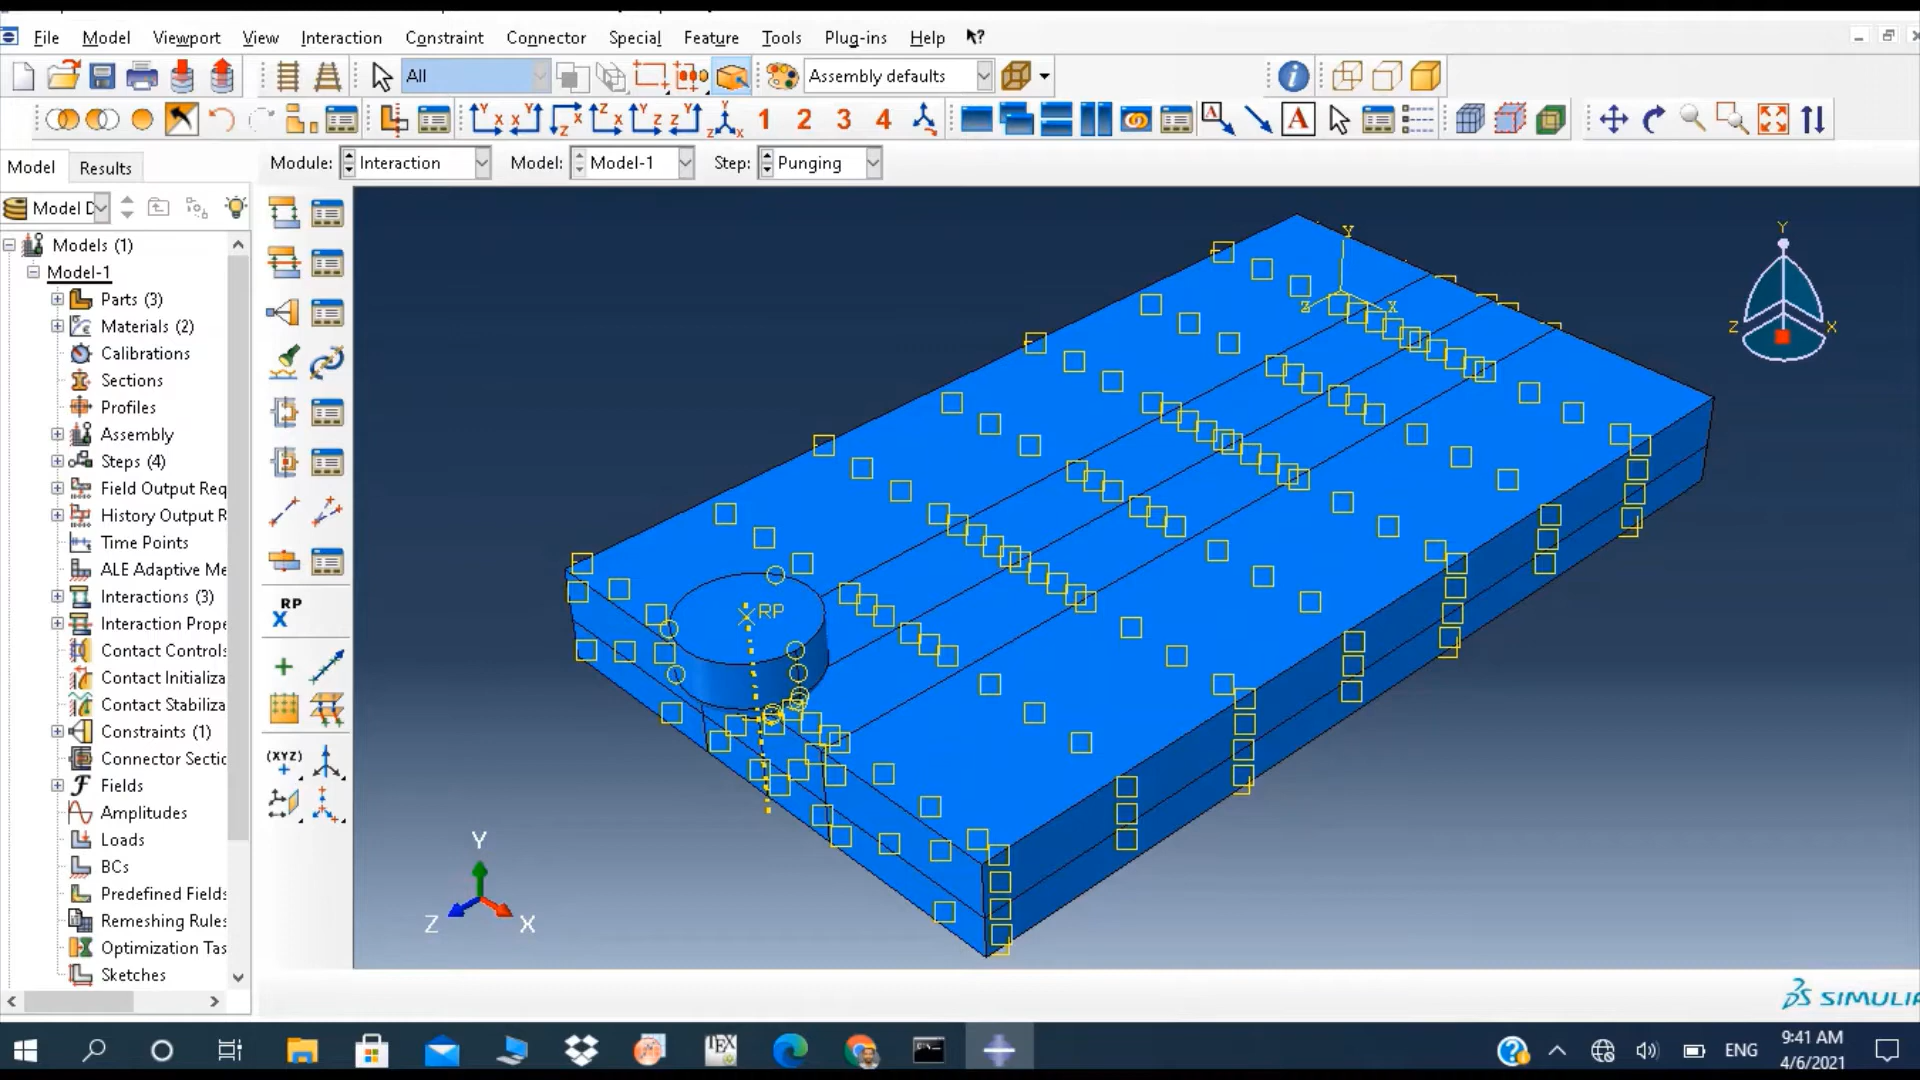 File Model Viewport View Interaction Constraint Connector Special Feature Tools Plug-ins Help
All Assembly defaults
1 2 3 4
Model Results
Module: Interaction Model: Model-1 Step: Punging
Model D
Models (1)
Model-1
Parts (3)
Materials (2)
Calibrations
Sections
Profiles
Assembly
Steps (4)
Field Output Req
History Output R
Time Points
ALE Adaptive Me
Interactions (3)
Interaction Prope
Contact Controls
Contact Initializa
Contact Stabiliza
Constraints (1)
Connector Sectic
Fields
Amplitudes
Loads
BCs
Predefined Fields
Remeshing Rules
Optimization Tas
Sketches
RP
X
(XYZ)
Y
Z
X
RP
Y
Z
X
Y
Z
X
SIMULIA
TEX
ENG
9:41 AM
4/6/2021